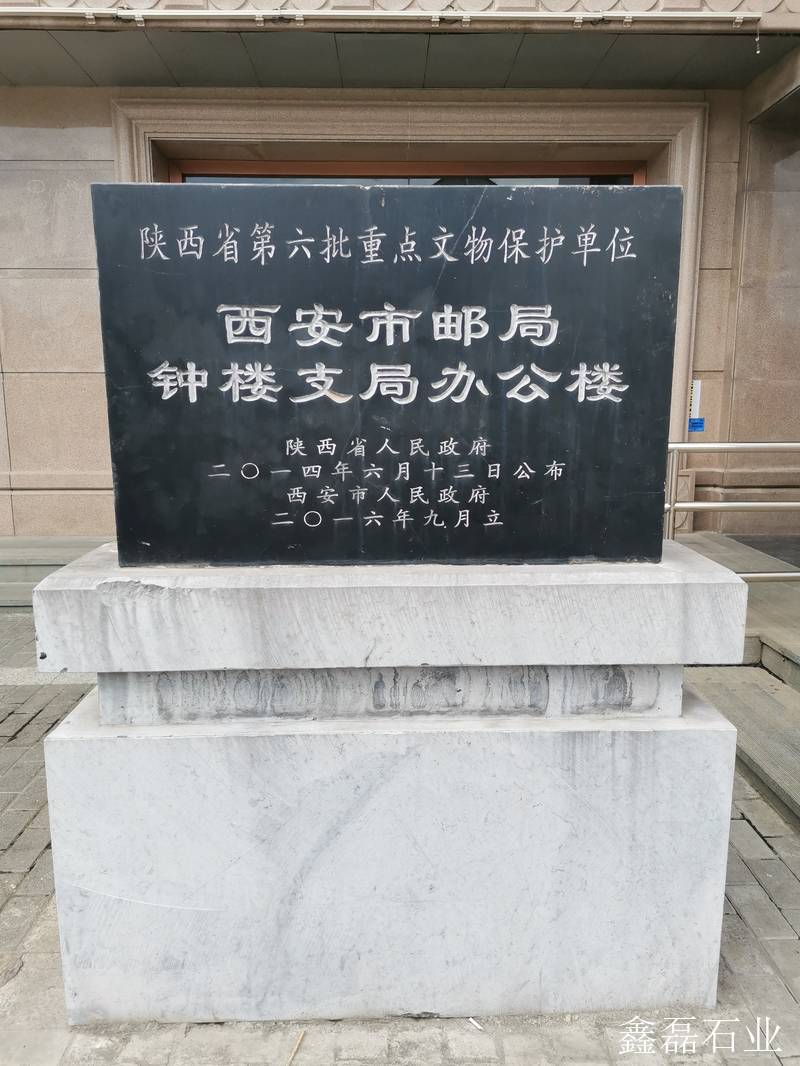 陕西省第六批重点文物保护单位
西安市邮局
钟楼支局办公楼
陕西省人民政府
二〇一四年六月十三日公布
西安市人民政府
二〇一六年九月立
鑫磊石业